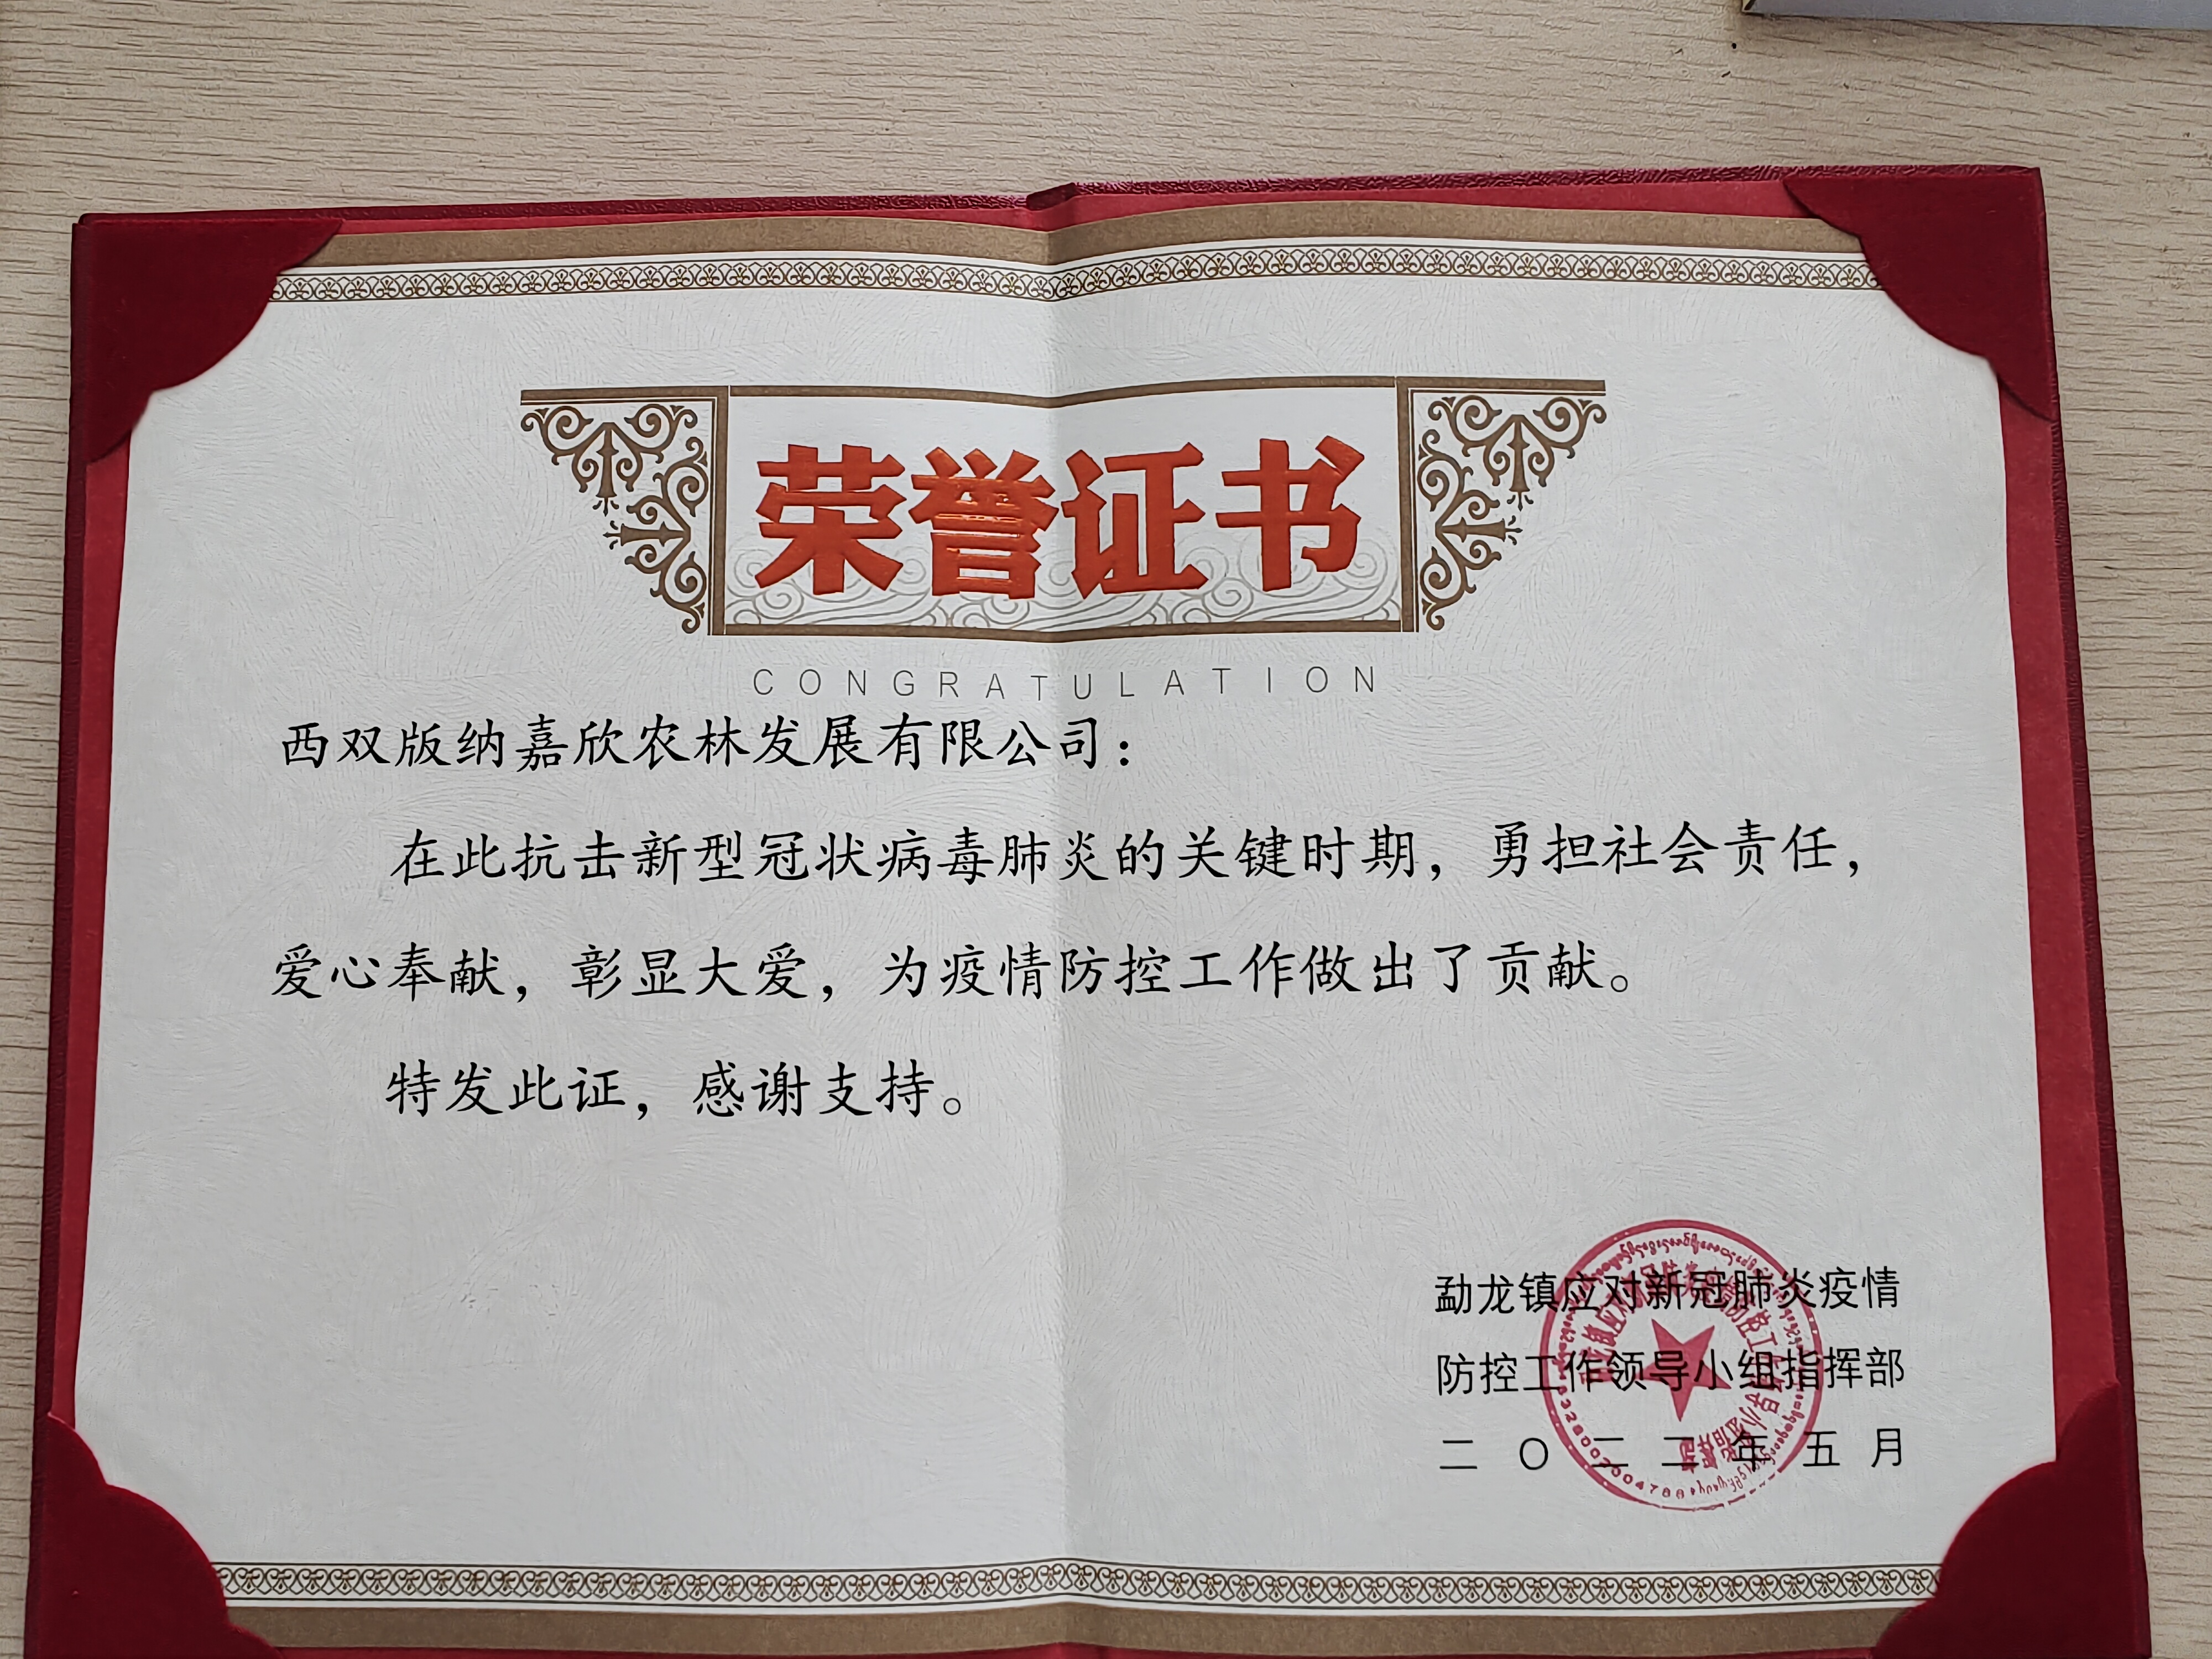 荣誉证书
CONGRATULATION
西双版纳嘉欣农林发展有限公司：
在此抗击新型冠状病毒肺炎的关键时期，勇担社会责任，
爱心奉献，彰显大爱，为疫情防控工作做出了贡献。
特发此证，感谢支持。
勐龙镇应对新冠肺炎疫情
防控工作领导小组指挥部
二〇二二年五月